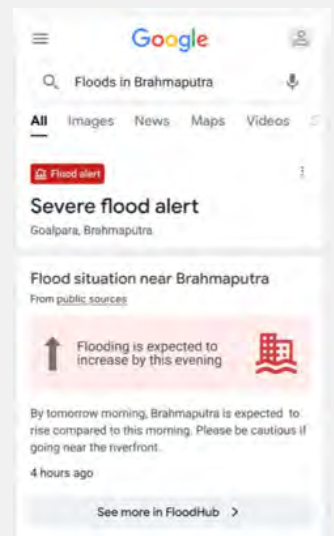 Google
Floods in Brahmaputra
All Images News Maps Videos
Flood alert
Severe flood alert
Goalpara, Brahmaputra
Flood situation near Brahmaputra
From public sources
Flooding is expected to
increase by this evening
By tomorrow morning, Brahmaputra is expected to
rise compared to this morning. Please be cautious if
going near the riverfront.
4 hours ago
See more in FloodHub